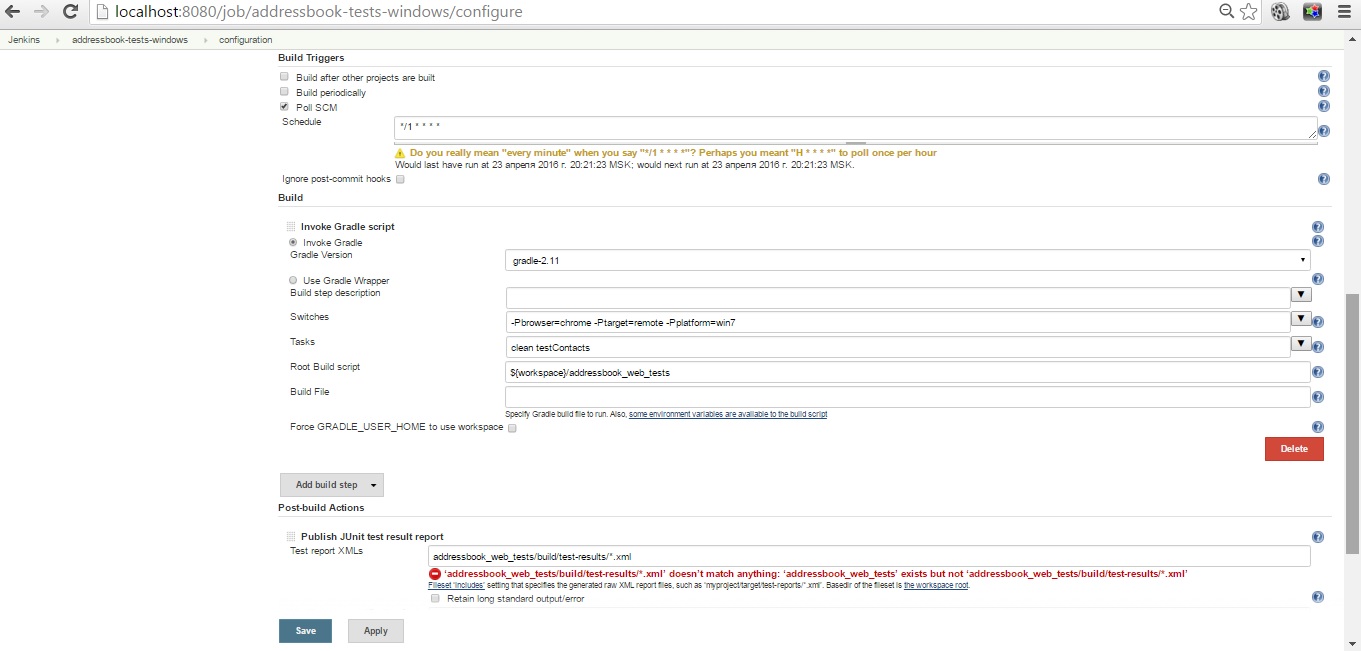 localhost:8080/job/addressbook-tests-windows/configure
Jenkins addressbook-tests-windows configuration
Build Triggers
Build after other projects are built
Build periodically
Poll SCM
Schedule
*/1 * * * *
Do you really mean "every minute" when you say "*/1 * * * *"? Perhaps you meant "H * * * *" to poll once per hour
Would last have run at 23 апреля 2016 г. 20:21:23 MSK; would next run at 23 апреля 2016 г. 20:21:23 MSK.
Ignore post-commit hooks
Build
Invoke Gradle script
Invoke Gradle
Gradle Version
gradle-2.11
Use Gradle Wrapper
Build step description
Switches
-Pbrowser=chrome -Ptarget=remote -Pplatform=win7
Tasks
clean testContacts
Root Build script
${workspace}/addressbook_web_tests
Build File
Specify Gradle build file to run. Also, some environment variables are available to the build script
Force GRADLE_USER_HOME to use workspace
Delete
Add build step
Post-build Actions
Publish JUnit test result report
Test report XMLs
addressbook_web_tests/build/test-results/*.xml
'addressbook_web_tests/build/test-results/*.xml' doesn't match anything: 'addressbook_web_tests' exists but not 'addressbook_web_tests/build/test-results/*.xml'
Fileset 'includes' setting that specifies the generated raw XML report files, such as 'myproject/target/test-reports/*.xml'. Basedir of the fileset is the workspace root.
Retain long standard output/error
Save Apply